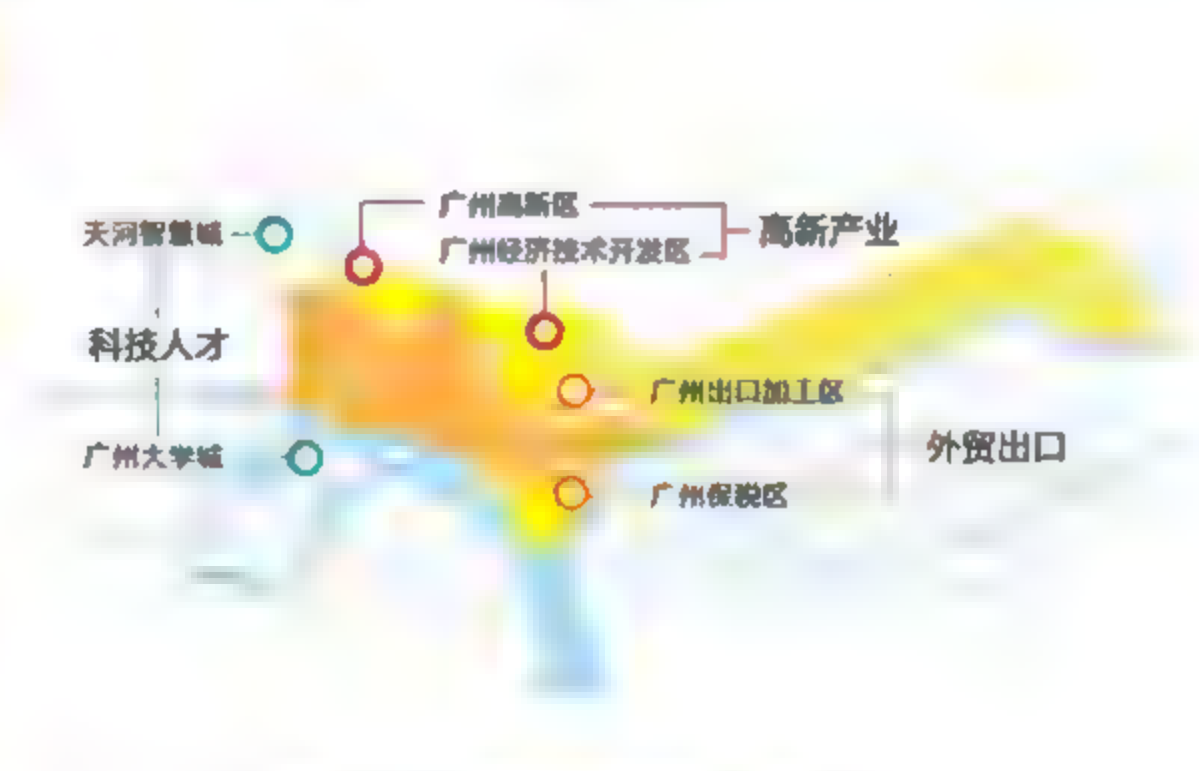 广州高新区
天河智慧城
高新产业
广州经济技术开发区
科技人才
广州出口加工区
外贸出口
广州大学城
广州保税区